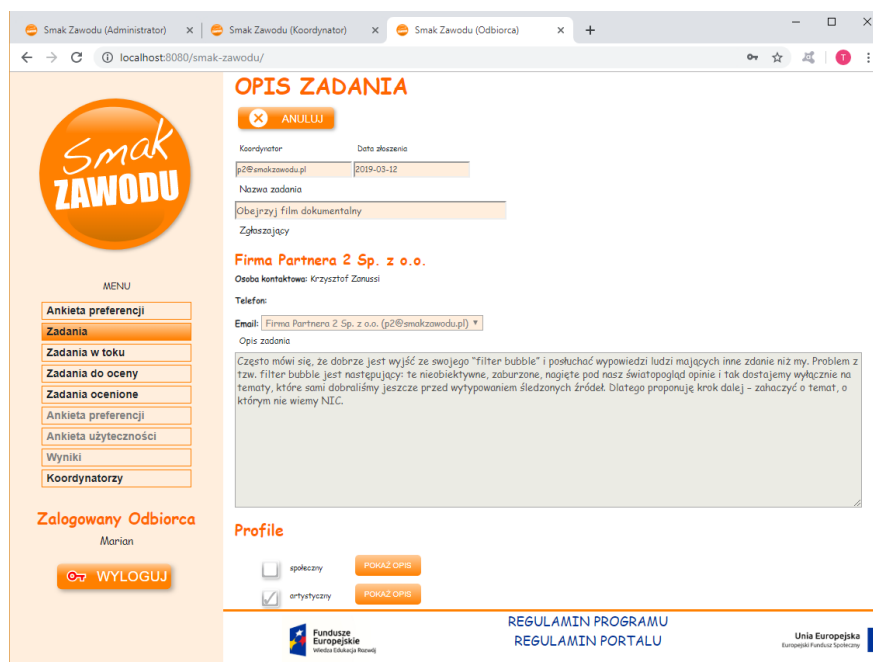 Smak Zawodu (Administrator)
Smak Zawodu (Koordynator)
Smak Zawodu (Odbiorca)
localhost:8080/smak-zawodu/
T
Smak
ZAWODU
MENU
Ankieta preferencji
Zadania
Zadania w toku
Zadania do oceny
Zadania ocenione
Ankieta preferencji
Ankieta użyteczności
Wyniki
Koordynatorzy
Zalogowany Odbiorca
Marian
WYLOGUJ
OPIS ZADANIA
ANULUJ
Koordynator
Data złoszenia
p2@smakzawodu.pl
2019-03-12
Nazwa zadania
Obejrzyj film dokumentalny
Zgłaszający
Firma Partnera 2 Sp. z o.o.
Osoba kontaktowa: Krzysztof Zanussi
Telefon:
Email: Firma Partnera 2 Sp. z o.o. (p2@smakzawodu.pl)
Opis zadania
Często mówi się, że dobrze jest wyjść ze swojego "filter bubble" i posłuchać wypowiedzi ludzi mających inne zdanie niż my. Problem z
tzw. filter bubble jest następujący: te nieobiektywne, zaburzone, nagięte pod nasz światopogląd opinie i tak dostajemy wyłącznie na
tematy, które sami dobraliśmy jeszcze przed wytypowaniem śledzonych źródeł. Dlatego proponuję krok dalej - zahaczyć o temat, o
którym nie wiemy NIC.
Profile
społeczny
POKAŻ OPIS
artystyczny
POKAŻ OPIS
REGULAMIN PROGRAMU
REGULAMIN PORTALU
Fundusze
Europejskie
Wiedza Edukacja Rozwój
Unia Europejska
Europejski Fundusz Społeczny